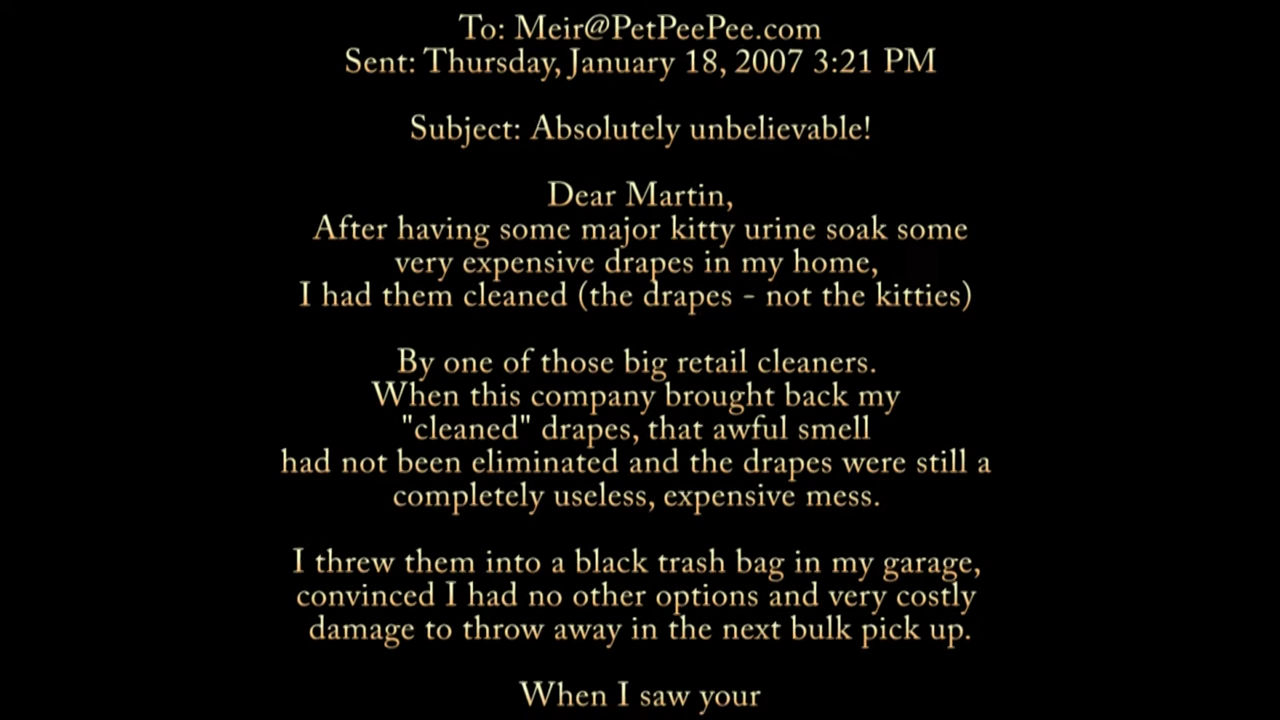 To: Meir@PetPeePee.com
Sent: Thursday, January 18, 2007 3:21 PM
Subject: Absolutely unbelievable!
Dear Martin,
After having some major kitty urine soak some
very expensive drapes in my home,
I had them cleaned (the drapes - not the kitties)
By one of those big retail cleaners.
When this company brought back my
"cleaned" drapes, that awful smell
had not been eliminated and the drapes were still a
completely useless, expensive mess.
I threw them into a black trash bag in my garage,
convinced I had no other options and very costly
damage to throw away in the next bulk pick up.
When I saw your